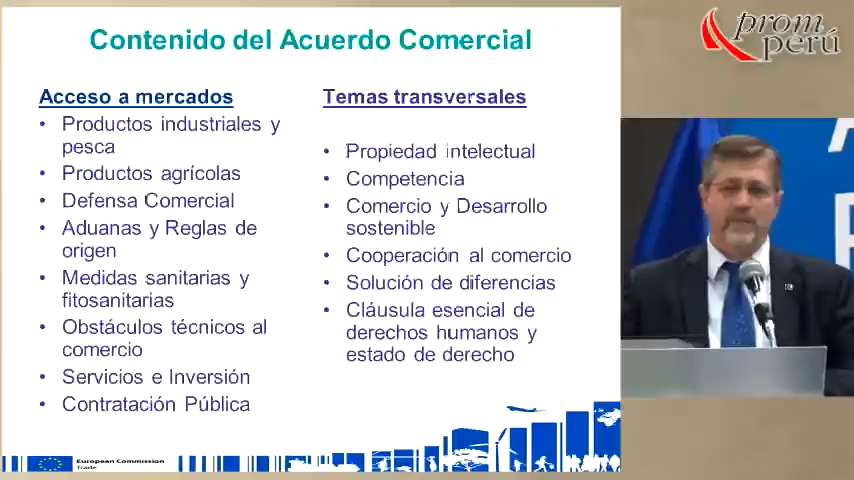 Contenido del Acuerdo Comercial
Acceso a mercados
• Productos industriales y
pesca
• Productos agrícolas
• Defensa Comercial
• Aduanas y Reglas de
origen
• Medidas sanitarias y
fitosanitarias
• Obstáculos técnicos al
comercio
• Servicios e Inversión
• Contratación Pública
Temas transversales
• Propiedad intelectual
• Competencia
• Comercio y Desarrollo
sostenible
• Cooperación al comercio
• Solución de diferencias
• Cláusula esencial de
derechos humanos y
estado de derecho
European Commission
Trade
prom
perú